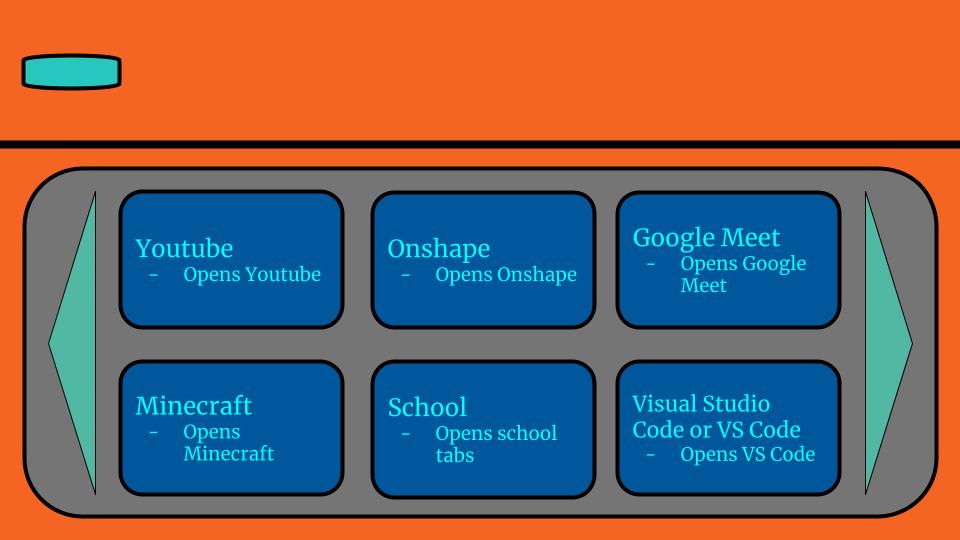 Youtube
- Opens Youtube
Onshape
- Opens Onshape
Google Meet
- Opens Google
Meet
Minecraft
- Opens
Minecraft
School
- Opens school
tabs
Visual Studio
Code or VS Code
- Opens VS Code